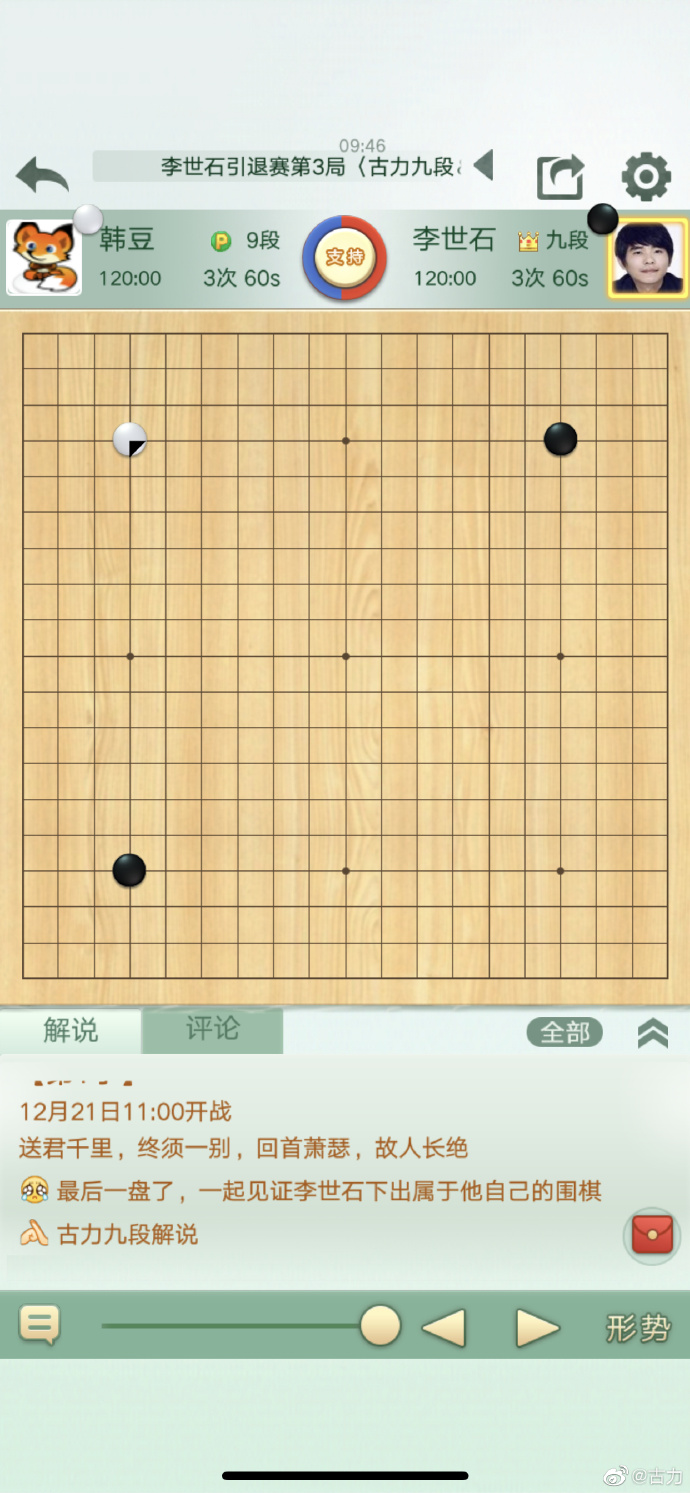 09:46
李世石引退赛第3局〈古力九段
韩豆 P 9段
120:00 3次 60s
支持
李世石 九段
120:00 3次 60s
解说 评论 全部
12月21日11:00开战
送君千里，终须一别，回首萧瑟，故人长绝
最后一盘了，一起见证李世石下出属于他自己的围棋
古力九段解说
形势
@古力